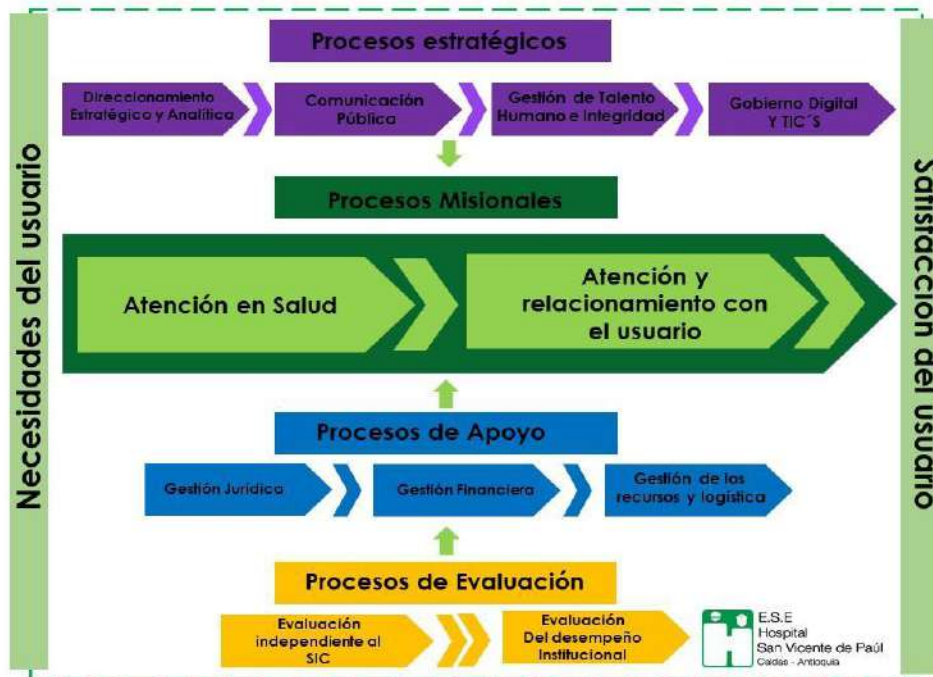 Necesidades del usuario
Procesos estratégicos
Direccionamiento
Estratégico y Analítica
Comunicación
Pública
Gestión de Talento
Humano e Integridad
Gobierno Digital
Y TIC´S
Procesos Misionales
Atención en Salud
Atención y
relacionamiento con
el usuario
Procesos de Apoyo
Gestión Jurídica
Gestión Financiera
Gestión de los
recursos y logística
Procesos de Evaluación
Evaluación
independiente al
SIC
Evaluación
Del desempeño
Institucional
E.S.E
Hospital
San Vicente de Paúl
Caldas - Antioquia
Satisfacción del usuario